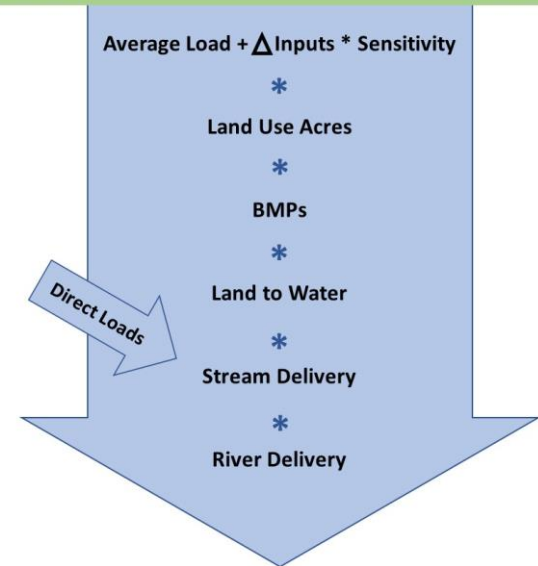 Average Load + Δ Inputs * Sensitivity
*
Land Use Acres
*
BMPs
*
Land to Water
Direct Loads
*
Stream Delivery
*
River Delivery